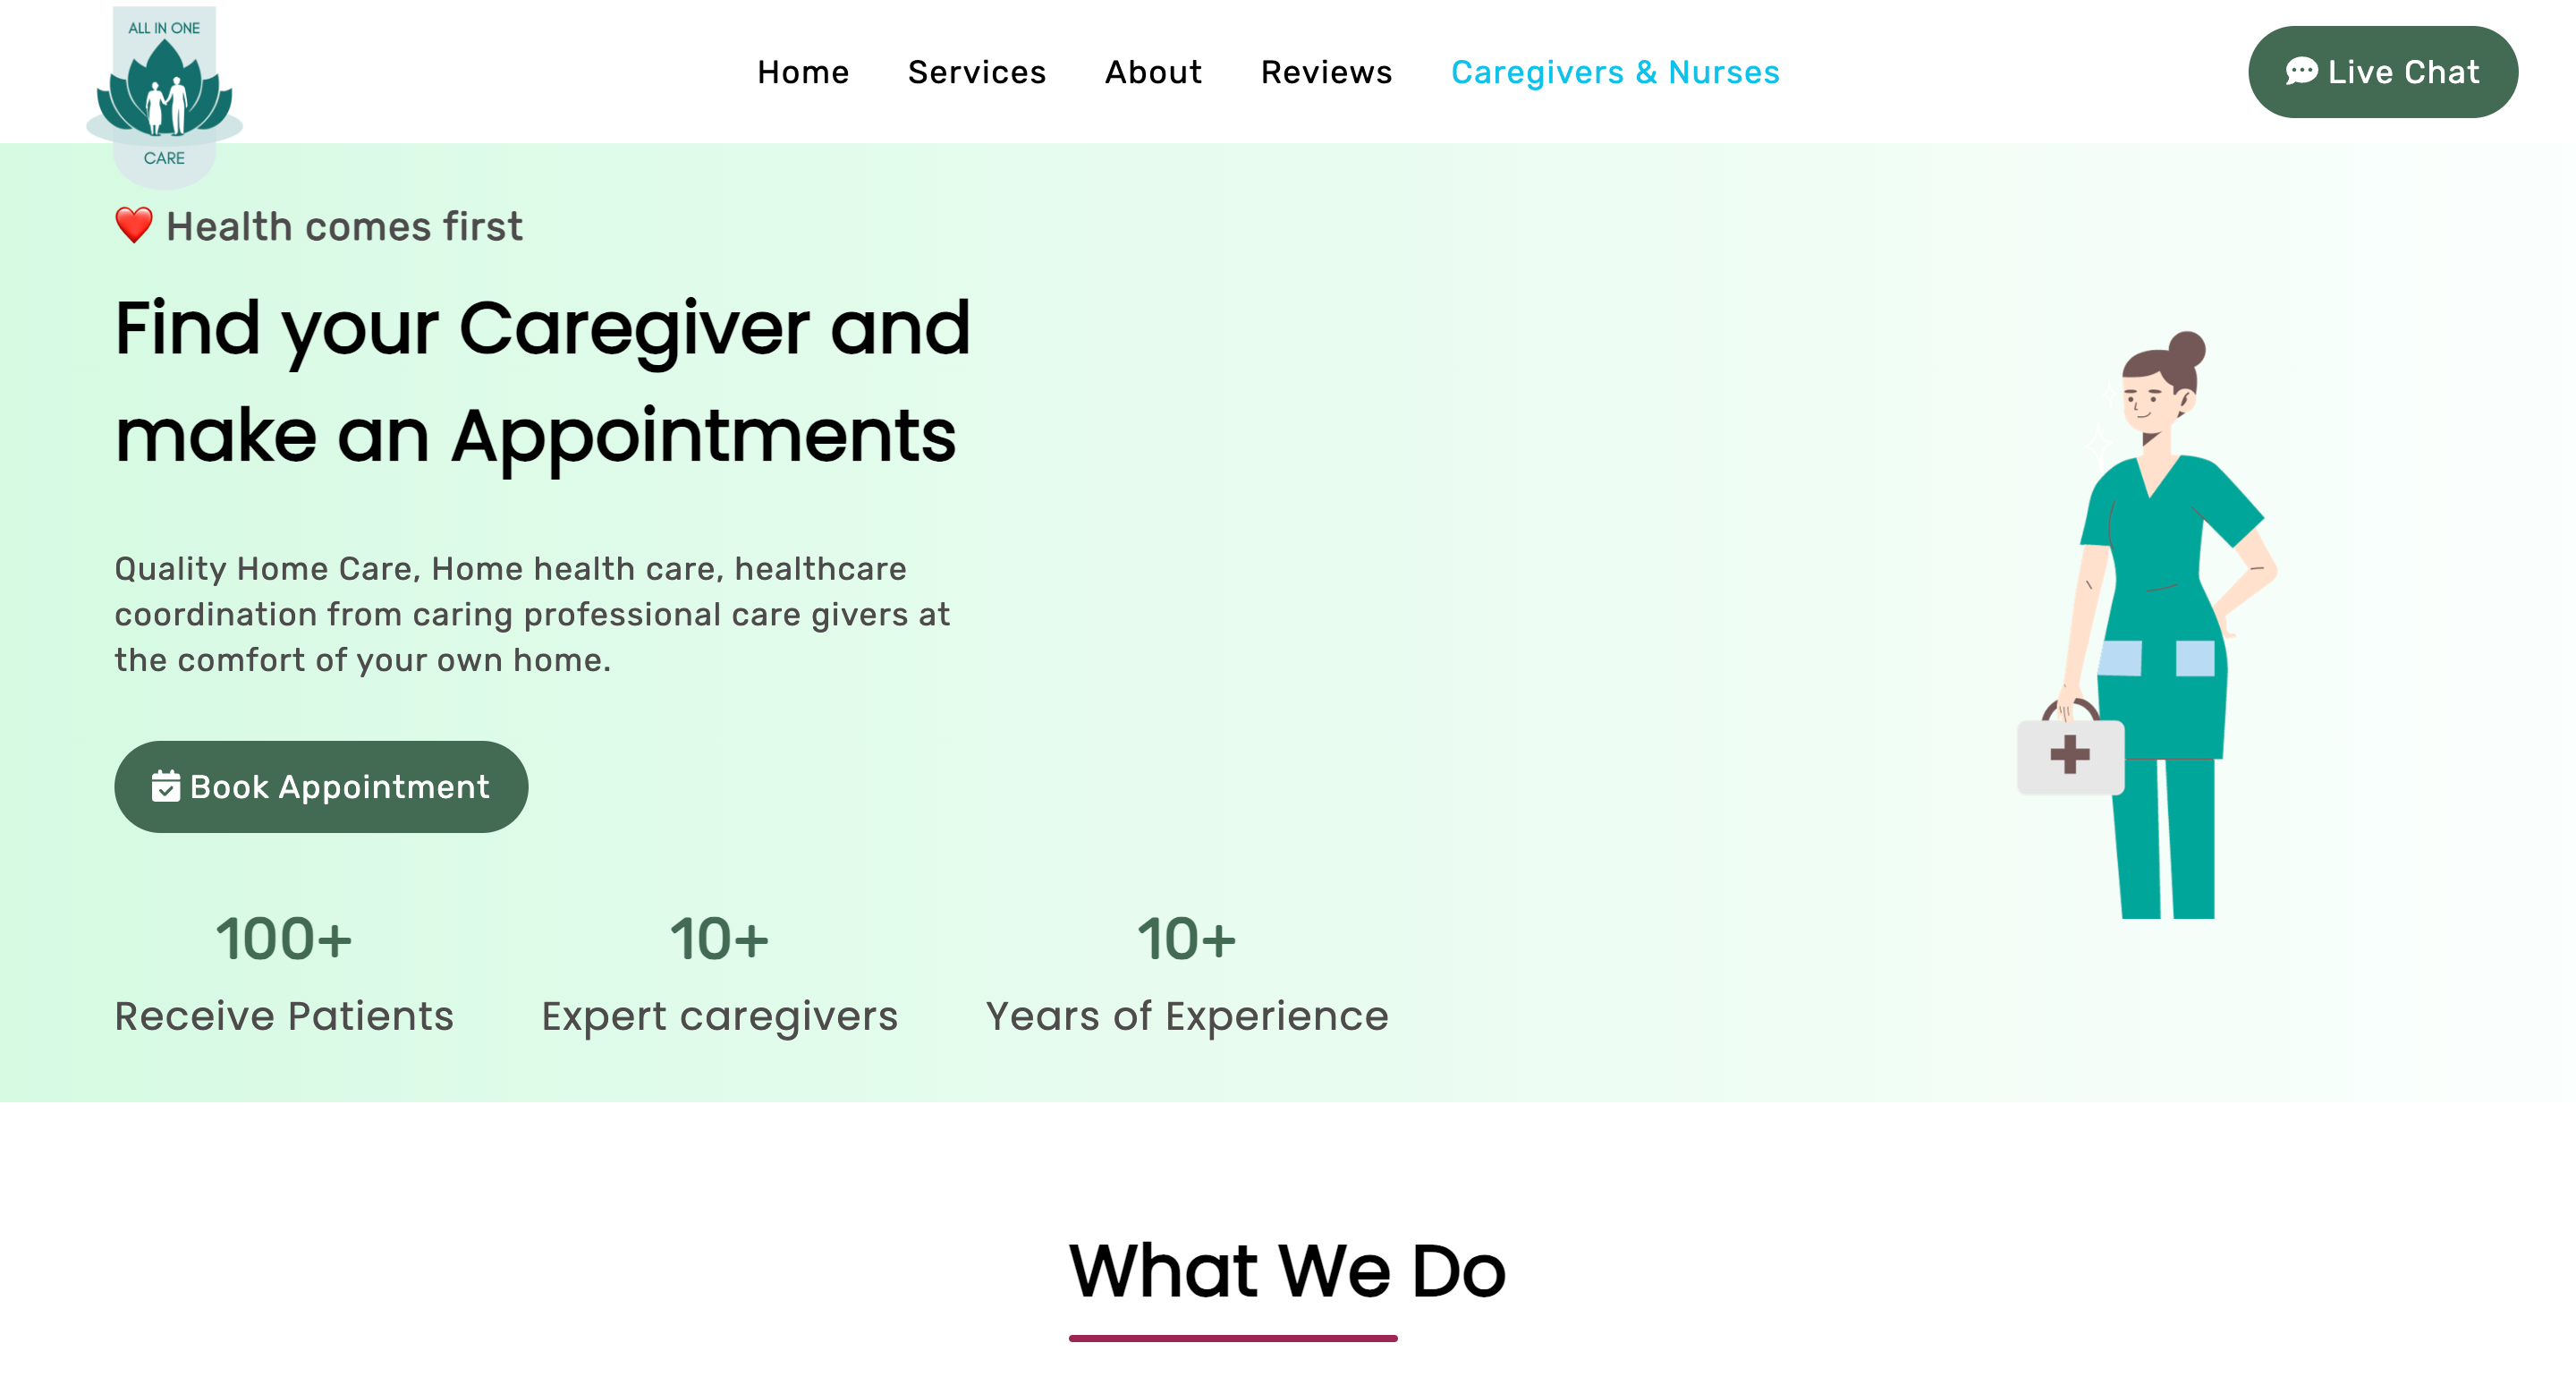 ALL IN ONE
CARE
Home
Services
About
Reviews
Caregivers & Nurses
Live Chat
❤️ Health comes first
Find your Caregiver and
make an Appointments
Quality Home Care, Home health care, healthcare
coordination from caring professional care givers at
the comfort of your own home.
Book Appointment
100+
Receive Patients
10+
Expert caregivers
10+
Years of Experience
What We Do